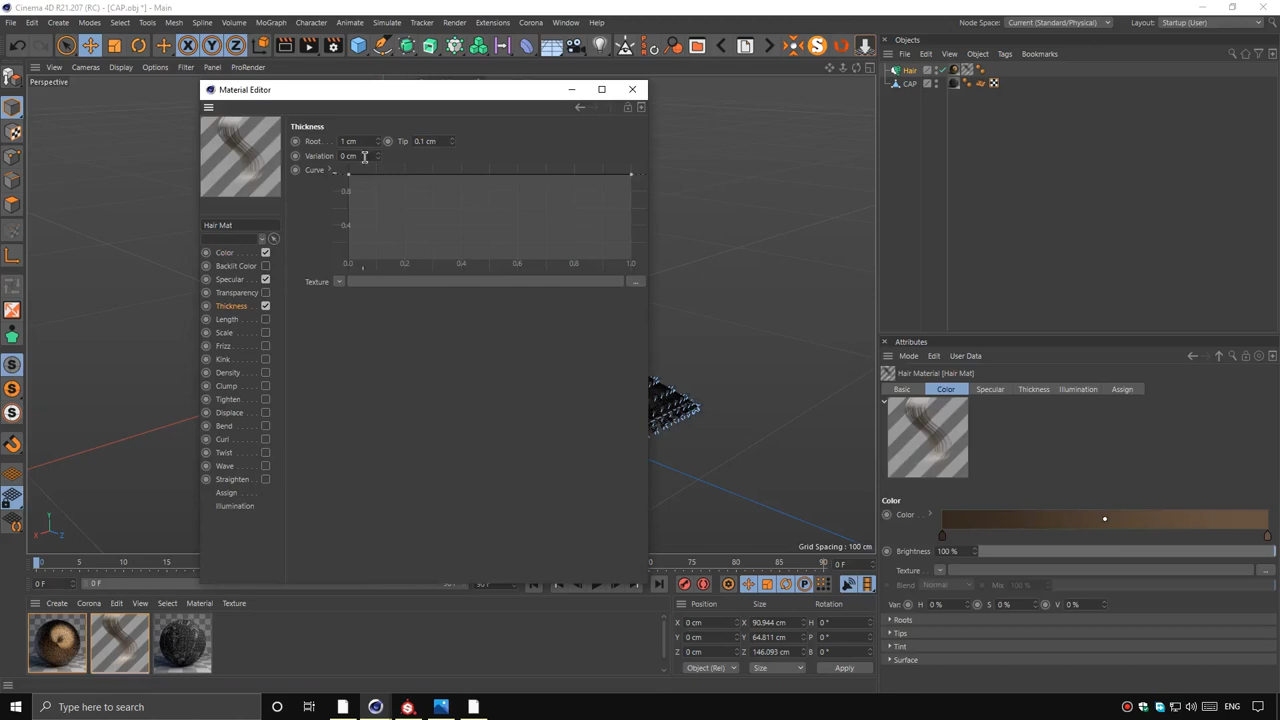 Cinema 4D R21.207 (RC) - [CAP.obj *] - Main
File Edit Create Modes Select Tools Mesh Spline Volume MoGraph Character Animate Simulate Tracker Render Extensions Corona Window Help
Node Space: Current (Standard/Physical) Layout: Startup (User)
X Y Z
View Cameras Display Options Filter Panel ProRender
Perspective
Objects
File Edit View Object Tags Bookmarks
Hair
CAP
Material Editor
Thickness
Root . . . 1 cm Tip 0.1 cm
Variation 0 cm
Curve
0.8
0.4
0.0 0.2 0.4 0.6 0.8 1.0
Texture ...
Hair Mat
Color
Backlit Color
Specular
Transparency
Thickness
Length
Scale
Frizz
Kink
Density
Clump
Tighten
Displace
Bend
Curl
Twist
Wave
Straighten
Assign
Illumination
Attributes
Mode Edit User Data
Hair Material [Hair Mat]
Basic Color Specular Thickness Illumination Assign
Color
Color
Brightness 100 %
Texture ...
Blend Normal Mix 100 %
Var: H 0 % S 0 % V 0 %
Roots
Tips
Tint
Surface
X Y Z
Grid Spacing : 100 cm
0 5 10 15 75 80 85 90 0 F
0 F 0 F 90 F 90 F
Create Corona Edit View Select Material Texture
Position Size Rotation
X 0 cm X 90.944 cm H 0 °
Y 0 cm Y 64.811 cm P 0 °
Z 0 cm Z 146.093 cm B 0 °
Object (Rel) Size Apply
Type here to search
ENG